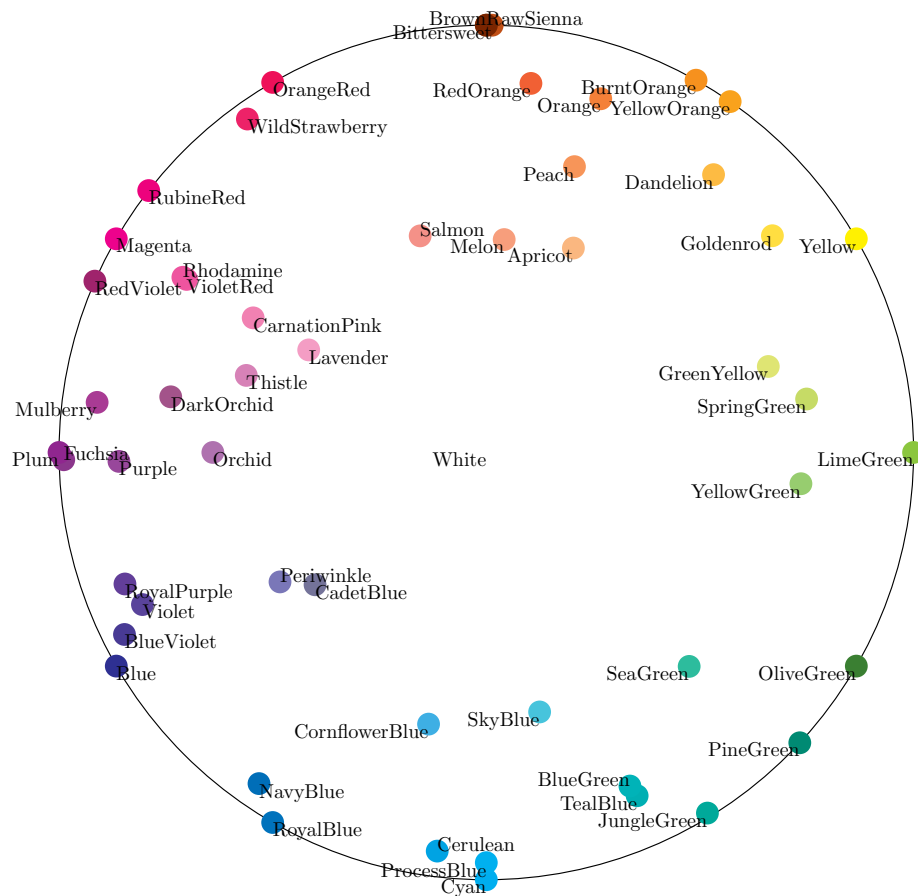 BrownRawSienna
Bittersweet
OrangeRed
RedOrange
BurntOrange
Orange
YellowOrange
WildStrawberry
Peach
Dandelion
RubineRed
Salmon
Magenta
Melon
Apricot
Goldenrod
Yellow
Rhodamine
RedViolet
VioletRed
CarnationPink
Lavender
GreenYellow
Thistle
Mulberry
DarkOrchid
SpringGreen
Plum
Fuchsia
Purple
Orchid
White
LimeGreen
YellowGreen
Periwinkle
RoyalPurple
CadetBlue
Violet
BlueViolet
Blue
SeaGreen
OliveGreen
SkyBlue
CornflowerBlue
PineGreen
BlueGreen
NavyBlue
TealBlue
JungleGreen
RoyalBlue
Cerulean
ProcessBlue
Cyan